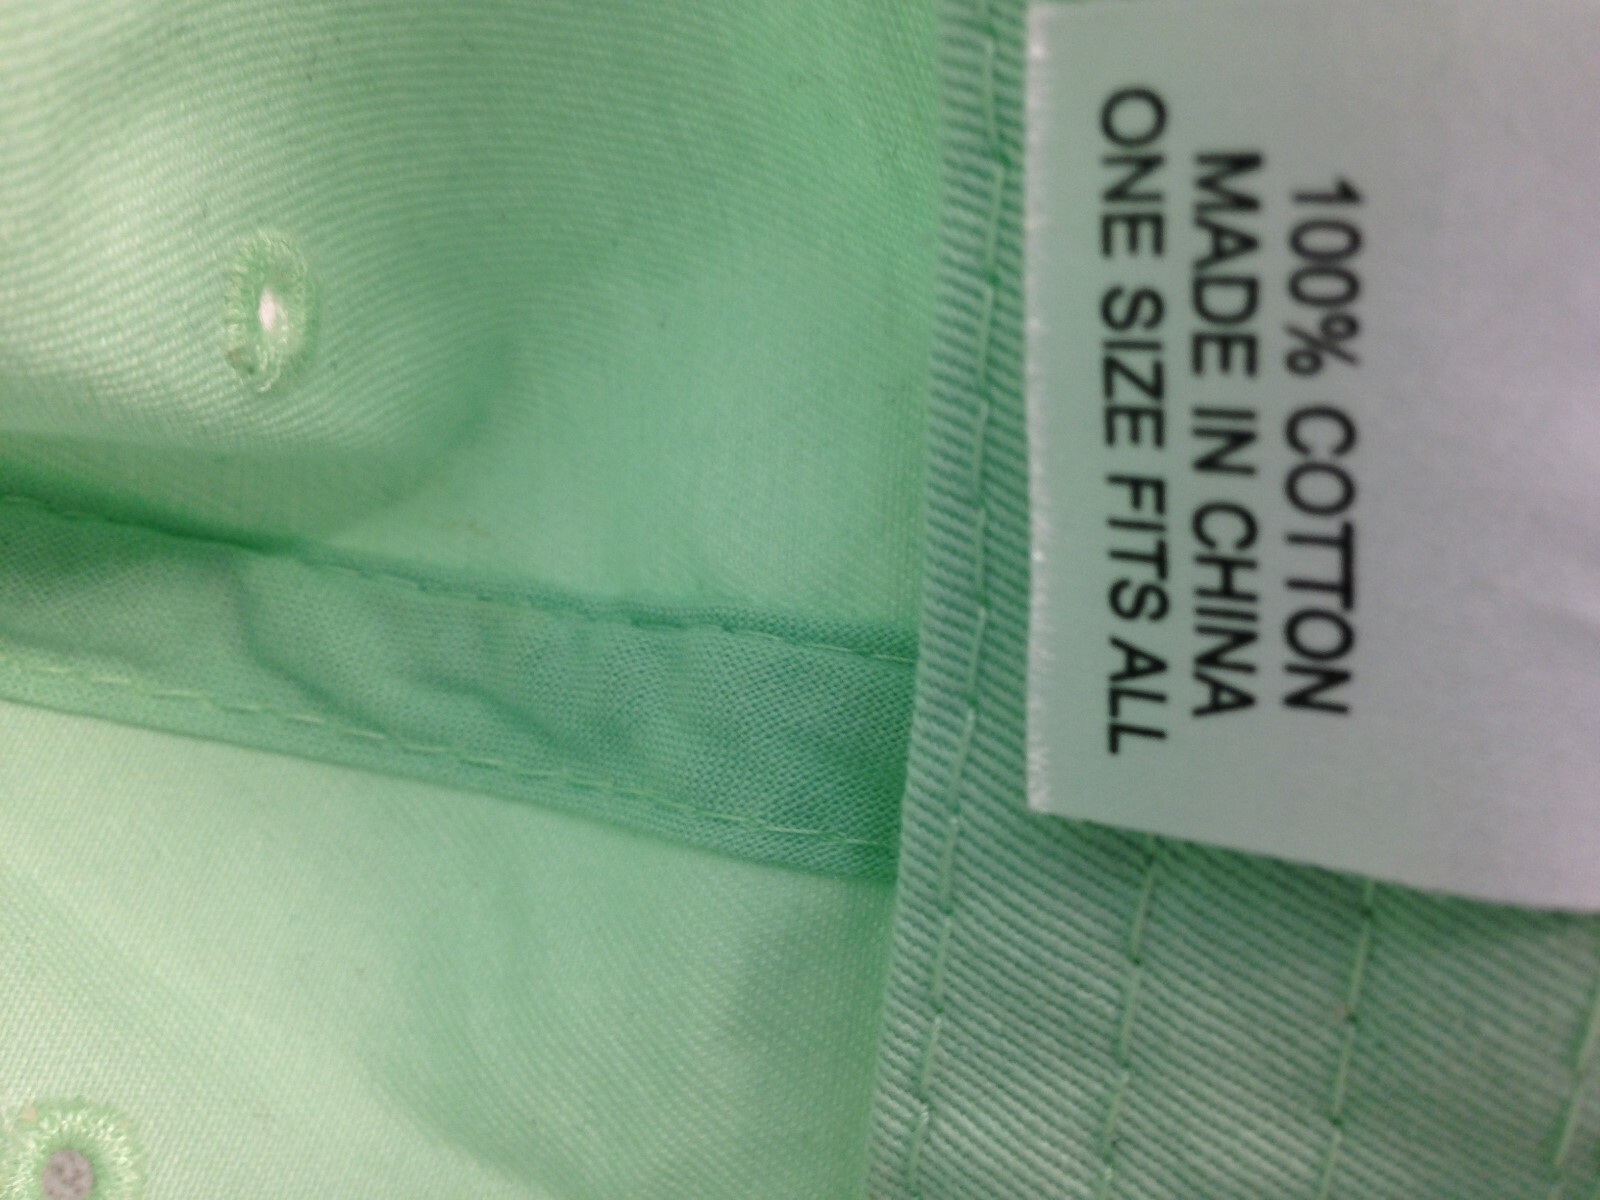 100% COTTON
MADE IN CHINA
ONE SIZE FITS ALL